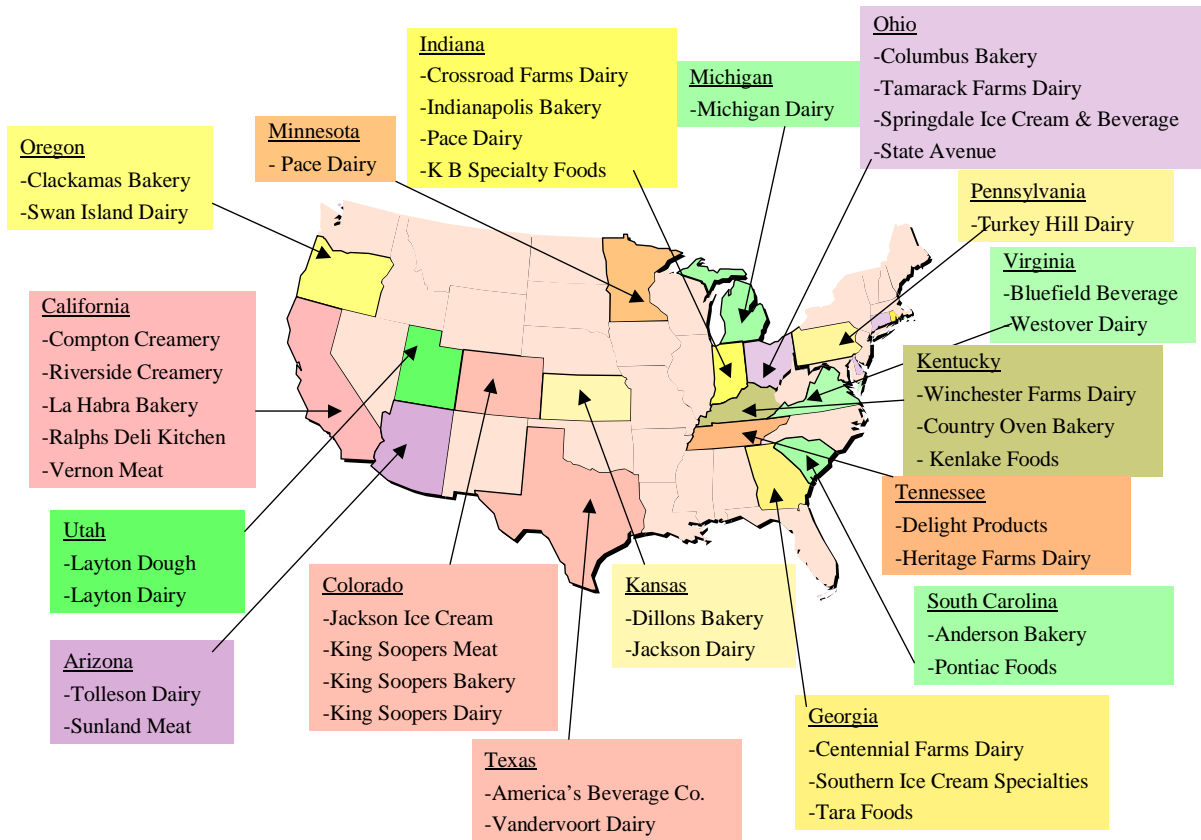 Ohio
-Columbus Bakery
-Tamarack Farms Dairy
-Springdale Ice Cream & Beverage
-State Avenue
Indiana
-Crossroad Farms Dairy
-Indianapolis Bakery
-Pace Dairy
-K B Specialty Foods
Michigan
-Michigan Dairy
Minnesota
- Pace Dairy
Oregon
-Clackamas Bakery
-Swan Island Dairy
Pennsylvania
-Turkey Hill Dairy
Virginia
-Bluefield Beverage
-Westover Dairy
California
-Compton Creamery
-Riverside Creamery
-La Habra Bakery
-Ralphs Deli Kitchen
-Vernon Meat
Kentucky
-Winchester Farms Dairy
-Country Oven Bakery
- Kenlake Foods
Tennessee
-Delight Products
-Heritage Farms Dairy
Utah
-Layton Dough
-Layton Dairy
Colorado
-Jackson Ice Cream
-King Soopers Meat
-King Soopers Bakery
-King Soopers Dairy
Kansas
-Dillons Bakery
-Jackson Dairy
South Carolina
-Anderson Bakery
-Pontiac Foods
Arizona
-Tolleson Dairy
-Sunland Meat
Georgia
-Centennial Farms Dairy
-Southern Ice Cream Specialties
-Tara Foods
Texas
-America’s Beverage Co.
-Vandervoort Dairy